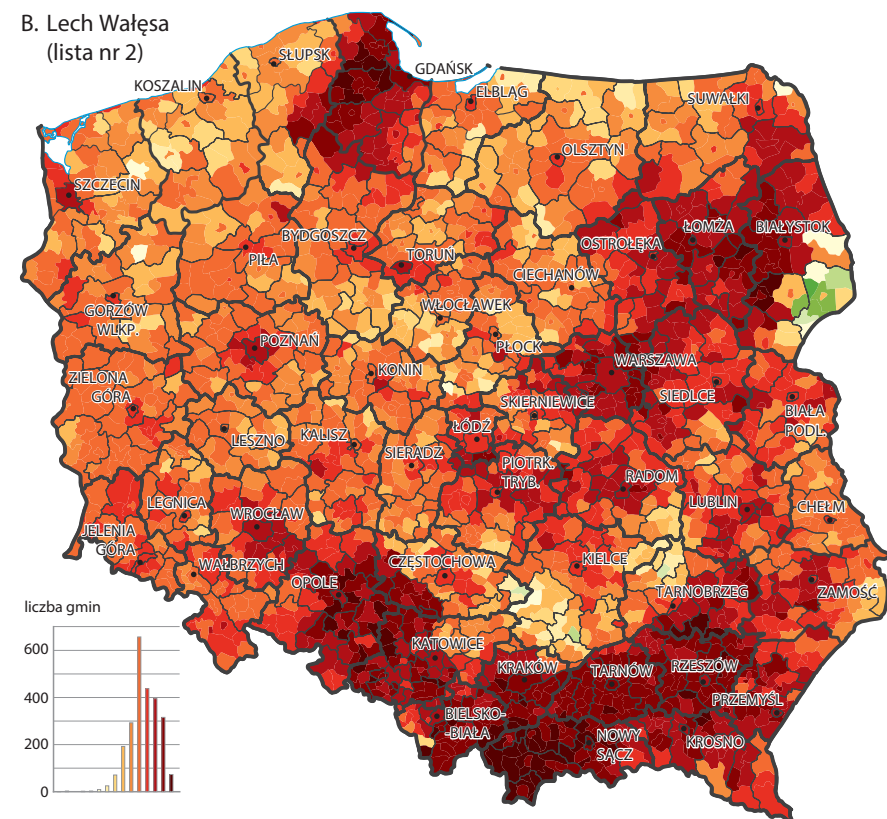 B. Lech Wałęsa
(lista nr 2)
SŁUPSK
GDAŃSK
KOSZALIN
ELBLĄG
SUWAŁKI
OLSZTYN
SZCZECIN
BYDGOSZCZ
PIŁA
TORUŃ
OSTROŁĘKA
ŁOMŻA
BIAŁYSTOK
CIECHANÓW
WŁOCŁAWEK
GORZÓW
WLKP.
POZNAŃ
PŁOCK
WARSZAWA
KONIN
ZIELONA
GÓRA
SKIERNIEWICE
SIEDLCE
BIAŁA
PODL.
LESZNO
KALISZ
ŁÓDŹ
SIERADZ
PIOTRK.
TRYB.
RADOM
LEGNICA
WROCŁAW
LUBLIN
CHEŁM
JELENIA
GÓRA
WAŁBRZYCH
OPOLE
CZĘSTOCHOWA
KIELCE
TARNOBRZEG
ZAMOŚĆ
KATOWICE
KRAKÓW
TARNÓW
RZESZÓW
PRZEMYŚL
BIELSKO-
-BIAŁA
NOWY
SĄCZ
KROSNO
liczba gmin
600
400
200
0